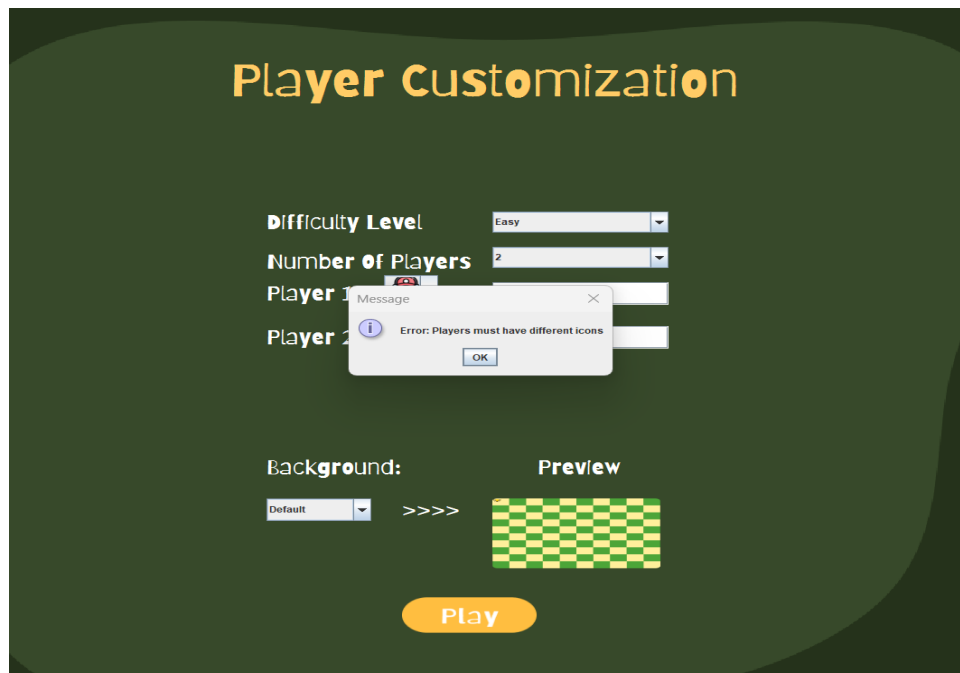 Player Customization
Difficulty Level
Easy
Number Of Players
2
Player 1
Message
Error: Players must have different icons
Player 2
OK
Background:
Preview
Default
>>>>
Play